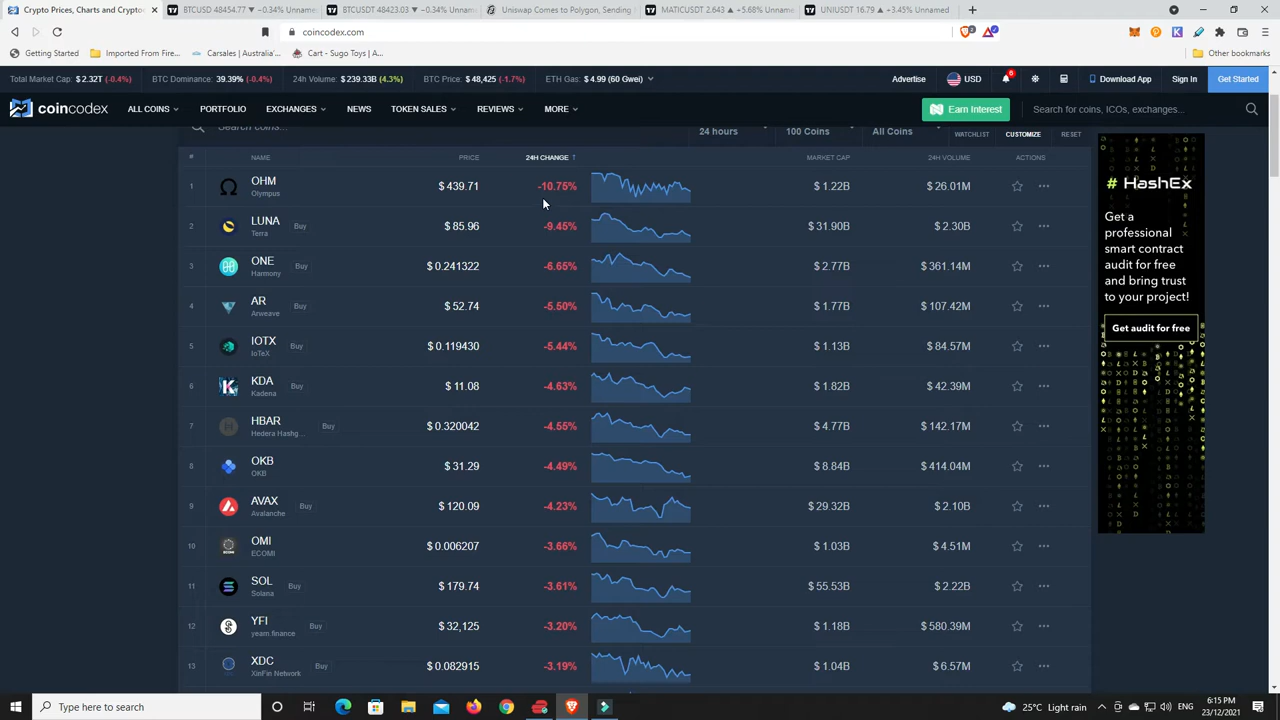 Crypto Prices, Charts and Cryptoc
BTCUSD 48454.77 ▾ −0.34% Unname
BTCUSD 48423.03 ▾ −0.34% Unname
Uniswap Comes to Polygon, Sending
MATICUSD 2.643 ▴ +5.68% Unnamed
UNIUSDT 16.79 ▴ +3.45% Unnamed
coincodex.com
Getting Started
Imported From Fire...
Carsales | Australia'...
Cart - Sugo Toys | A...
Other bookmarks
Total Market Cap: $ 2.32T (-0.4%)
BTC Dominance: 39.39% (-0.4%)
24h Volume: $ 239.33B (4.3%)
BTC Price: $ 48,425 (-1.7%)
ETH Gas: $ 4.99 (60 Gwei)
Advertise
USD
6
Download App
Sign In
Get Started
coincodex
ALL COINS
PORTFOLIO
EXCHANGES
NEWS
TOKEN SALES
REVIEWS
MORE
Earn Interest
Search for coins, ICOs, exchanges...
Search coins...
24 hours
100 Coins
All Coins
WATCHLIST
CUSTOMIZE
RESET
# NAME PRICE 24H CHANGE ↑ MARKET CAP 24H VOLUME ACTIONS
1 OHM $ 439.71 -10.75% $ 1.22B $ 26.01M
Olympus
2 LUNA Buy $ 85.96 -9.45% $ 31.90B $ 2.30B
Terra
3 ONE Buy $ 0.241322 -6.65% $ 2.77B $ 361.14M
Harmony
4 AR Buy $ 52.74 -5.50% $ 1.77B $ 107.42M
Arweave
5 IOTX Buy $ 0.119430 -5.44% $ 1.13B $ 84.57M
IoTeX
6 KDA Buy $ 11.08 -4.63% $ 1.82B $ 42.39M
Kadena
7 HBAR Buy $ 0.320042 -4.55% $ 4.77B $ 142.17M
Hedera Hashg...
8 OKB $ 31.29 -4.49% $ 8.84B $ 414.04M
OKB
9 AVAX Buy -4.23% $ 29.32B $ 2.10B
Avalanche
10 OMI $ 0.006207 -3.66% $ 1.03B $ 4.51M
ECOMI
11 SOL Buy $ 179.74 -3.61% $ 55.53B $ 2.22B
Solana
12 YFI Buy $ 32,125 -3.20% $ 1.18B $ 580.39M
yearn.finance
13 XDC Buy $ 0.082915 -3.19% $ 1.04B $ 6.57M
XinFin Network
# HashEx
Get a
professional
smart contract
audit for free
and bring trust
to your project!
Get audit for free
Type here to search
25°C Light rain
ENG
6:15 PM
23/12/2021